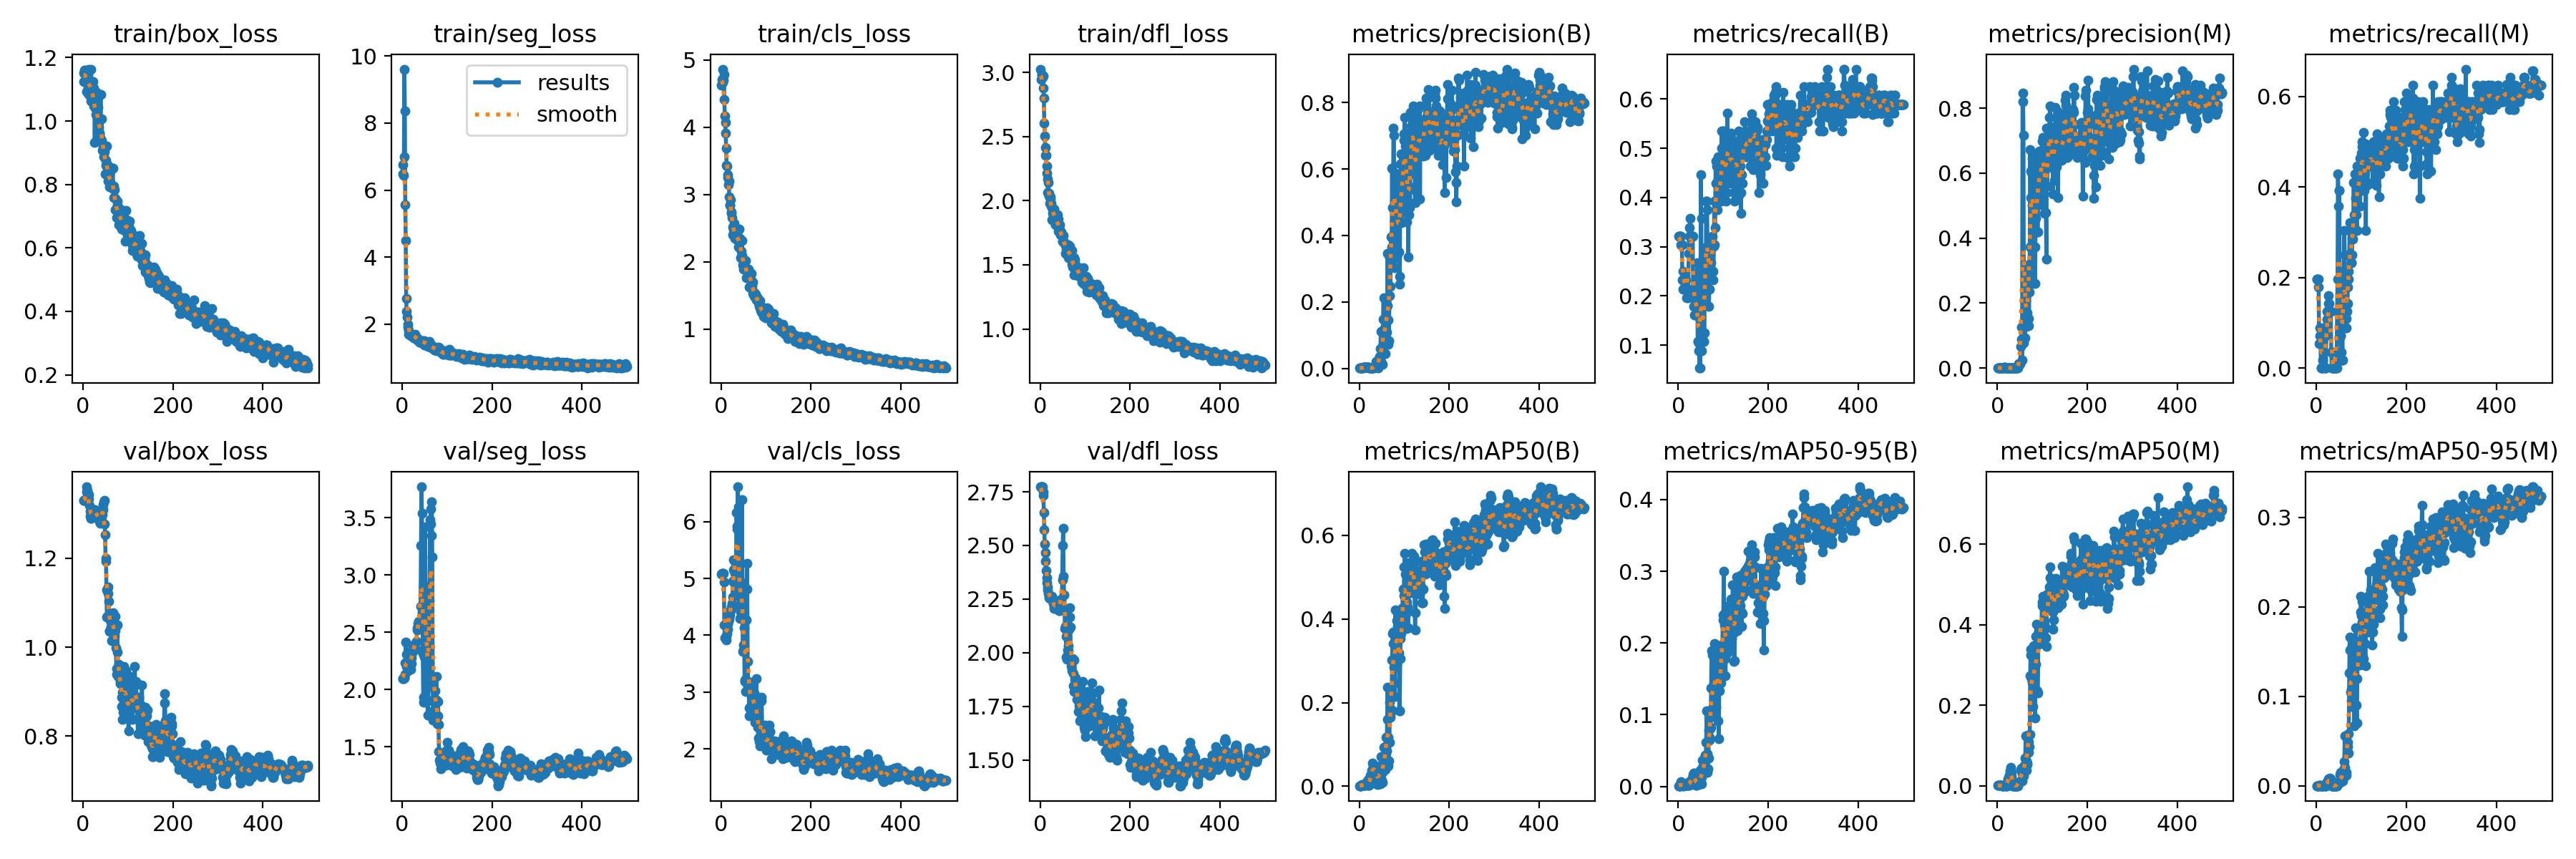 train/box_loss
train/seg_loss
train/cls_loss
train/dfl_loss
metrics/precision(B)
metrics/recall(B)
metrics/precision(M)
metrics/recall(M)
1.2
1.0
0.8
0.6
0.4
0.2
0 200 400
10
8
6
4
2
results
smooth
0 200 400
5
4
3
2
1
0 200 400
3.0
2.5
2.0
1.5
1.0
0 200 400
0.8
0.6
0.4
0.2
0.0
0 200 400
0.6
0.5
0.4
0.3
0.2
0.1
0 200 400
0.8
0.6
0.4
0.2
0.0
0 200 400
0.6
0.4
0.2
0.0
0 200 400
val/box_loss
val/seg_loss
val/cls_loss
val/dfl_loss
metrics/mAP50(B)
metrics/mAP50-95(B)
metrics/mAP50(M)
metrics/mAP50-95(M)
1.2
1.0
0.8
0 200 400
3.5
3.0
2.5
2.0
1.5
0 200 400
6
5
4
3
2
0 200 400
2.75
2.50
2.25
2.00
1.75
1.50
0 200 400
0.6
0.4
0.2
0.0
0 200 400
0.4
0.3
0.2
0.1
0.0
0 200 400
0.6
0.4
0.2
0.0
0 200 400
0.3
0.2
0.1
0.0
0 200 400